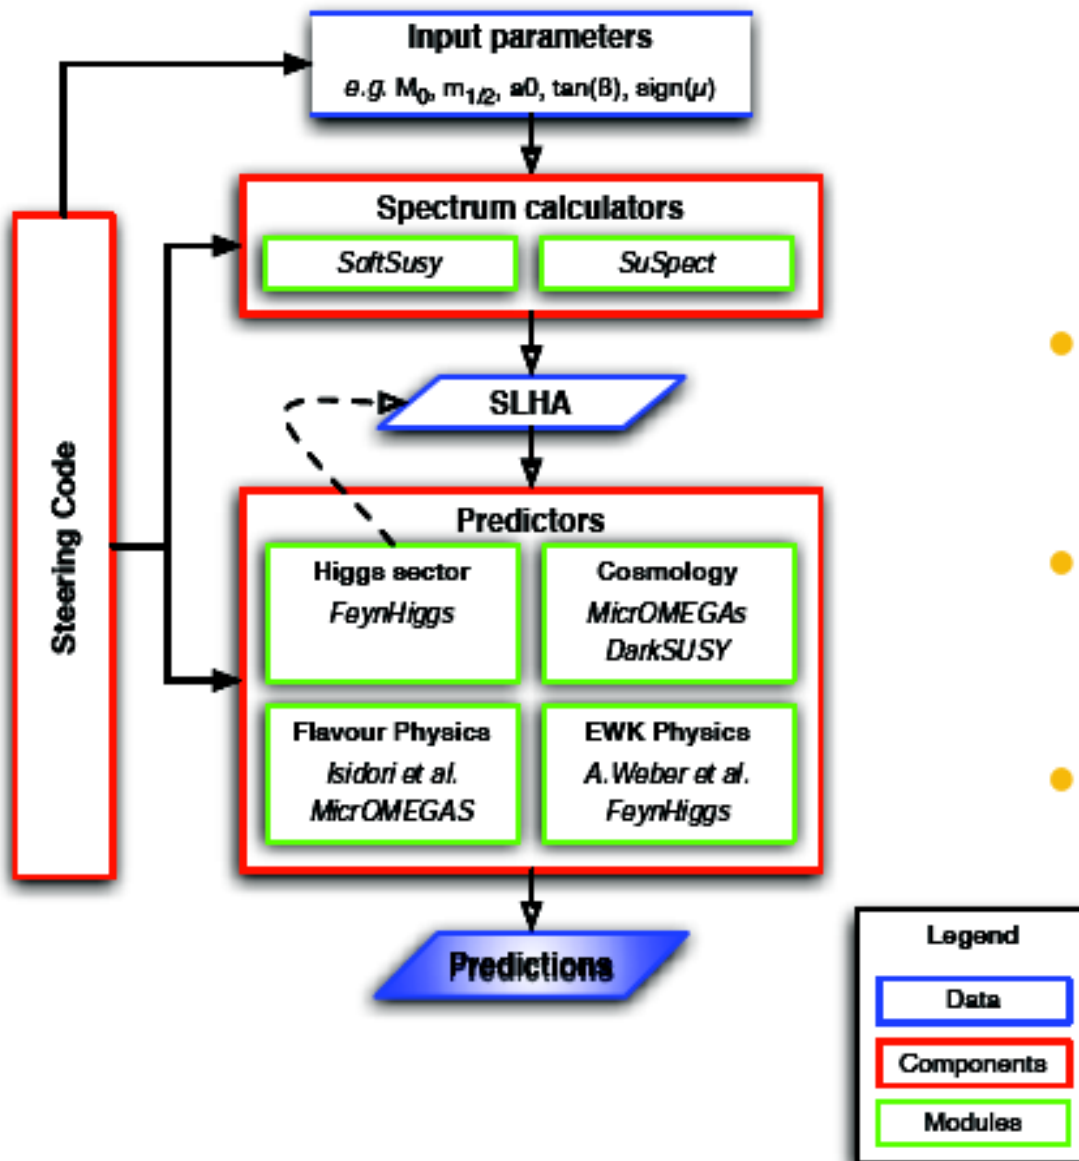 Input parameters
e.g. M0, m1/2, a0, tan(β), sign(μ)
Spectrum calculators
SoftSusy
SuSpect
SLHA
Steering Code
Predictors
Higgs sector
FeynHiggs
Cosmology
MicrOMEGAs
DarkSUSY
Flavour Physics
Isidori et al.
MicrOMEGAS
EWK Physics
A.Weber et al.
FeynHiggs
Predictions
Legend
Data
Components
Modules